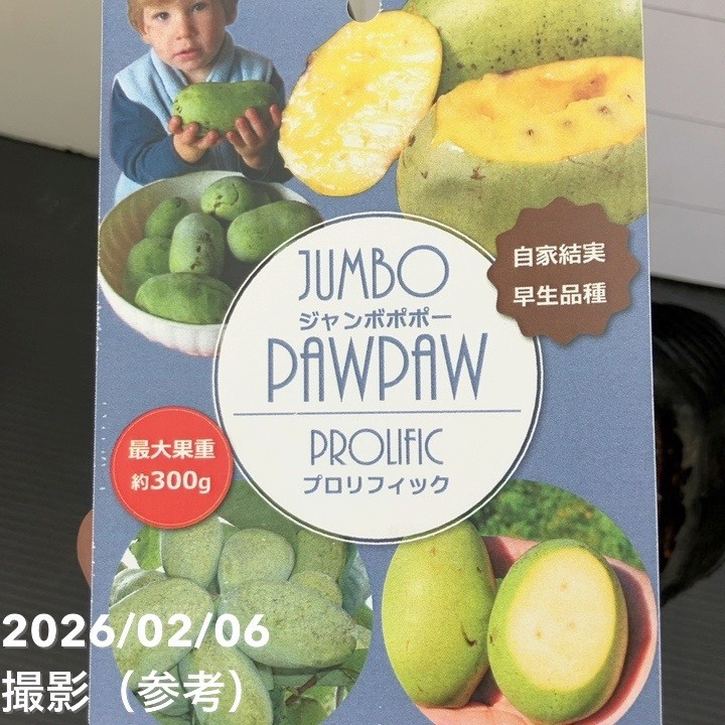 JUMBO
ジャンボポポー
PAWPAW
PROLIFIC
プロリフィック
自家結実
早生品種
最大果重
約300g
2026/02/06
撮影（参考）